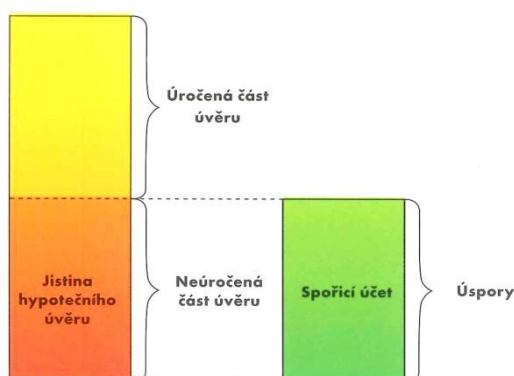 Úročená část
úvěru
Jistina
hypotečního
úvěru
Neúročená
část úvěru
Spořicí účet
Úspory